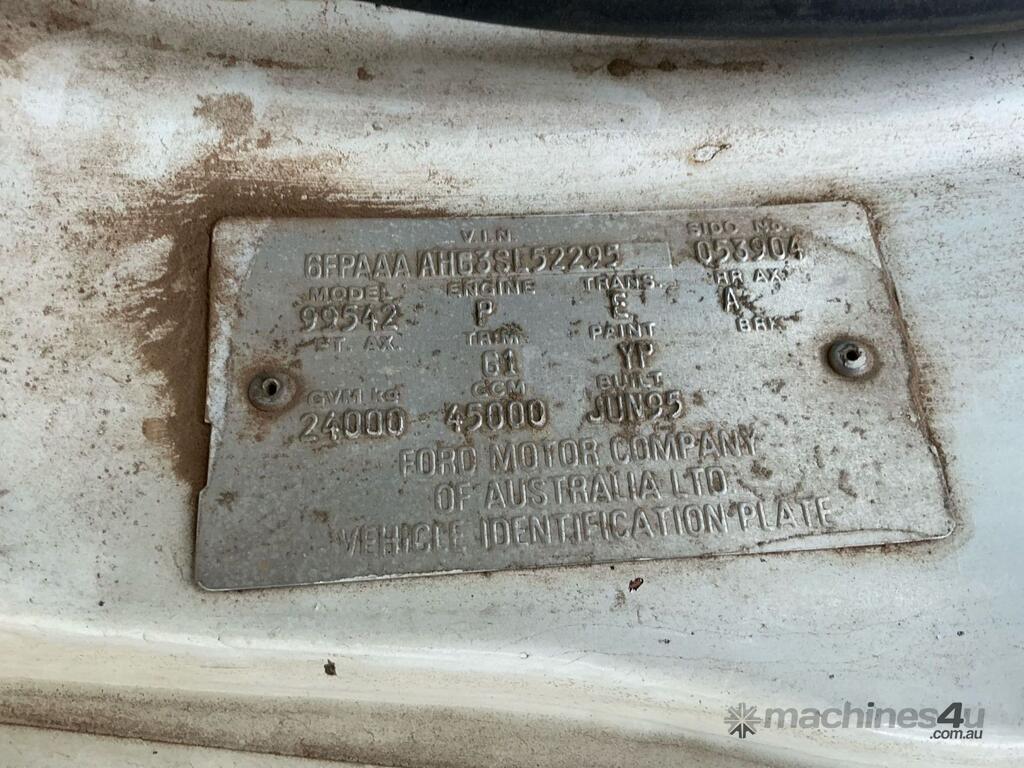 V.I.N. SIDO No.
6FPAAA AHG3SL52295 053904
MODEL ENGINE TRANS. RR AX.
99542 P E A
FT. AX. TRIM PAINT BRK
G1 YP
GVM KG GCM BUILT
24000 45000 JUN95
FORD MOTOR COMPANY
OF AUSTRALIA LTD
VEHICLE IDENTIFICATION PLATE
machines4u
.com.au